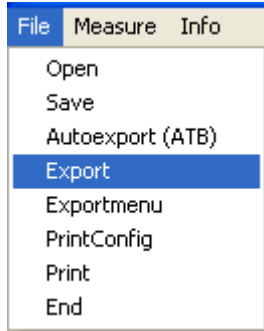 File Measure Info
Open
Save
Autoexport (ATB)
Export
Exportmenu
PrintConfig
Print
End